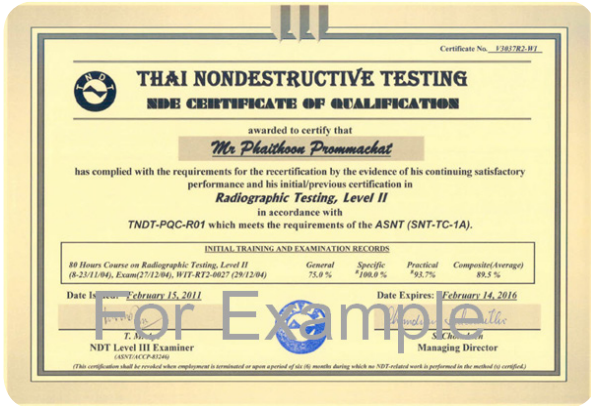 Certificate No. V3037R2-W1
TNDT
THAI NONDESTRUCTIVE TESTING
NDE CERTIFICATE OF QUALIFICATION
awarded to certify that
Mr Phaithoon Prommachat
has complied with the requirements for the recertification by the evidence of his continuing satisfactory
performance and his initial/previous certification in
Radiographic Testing, Level II
in accordance with
TNDT-PQC-R01 which meets the requirements of the ASNT (SNT-TC-1A).
INITIAL TRAINING AND EXAMINATION RECORDS
80 Hours Course on Radiographic Testing, Level II General Specific Practical Composite(Average)
(8-23/11/04), Exam(27/12/04), WIT-RT2-0027 (29/12/04) 75.0 % 100.0 % 93.7% 89.5 %
Date Issued: February 15, 2011 Date Expires: February 14, 2016
For Example
T.
NDT Level III Examiner Managing Director
(ASNT/ACCP-83246)
(This certification shall be revoked when employment is terminated or upon a period of six (6) months during which no NDT-related work is performed in the method (s) certified.)